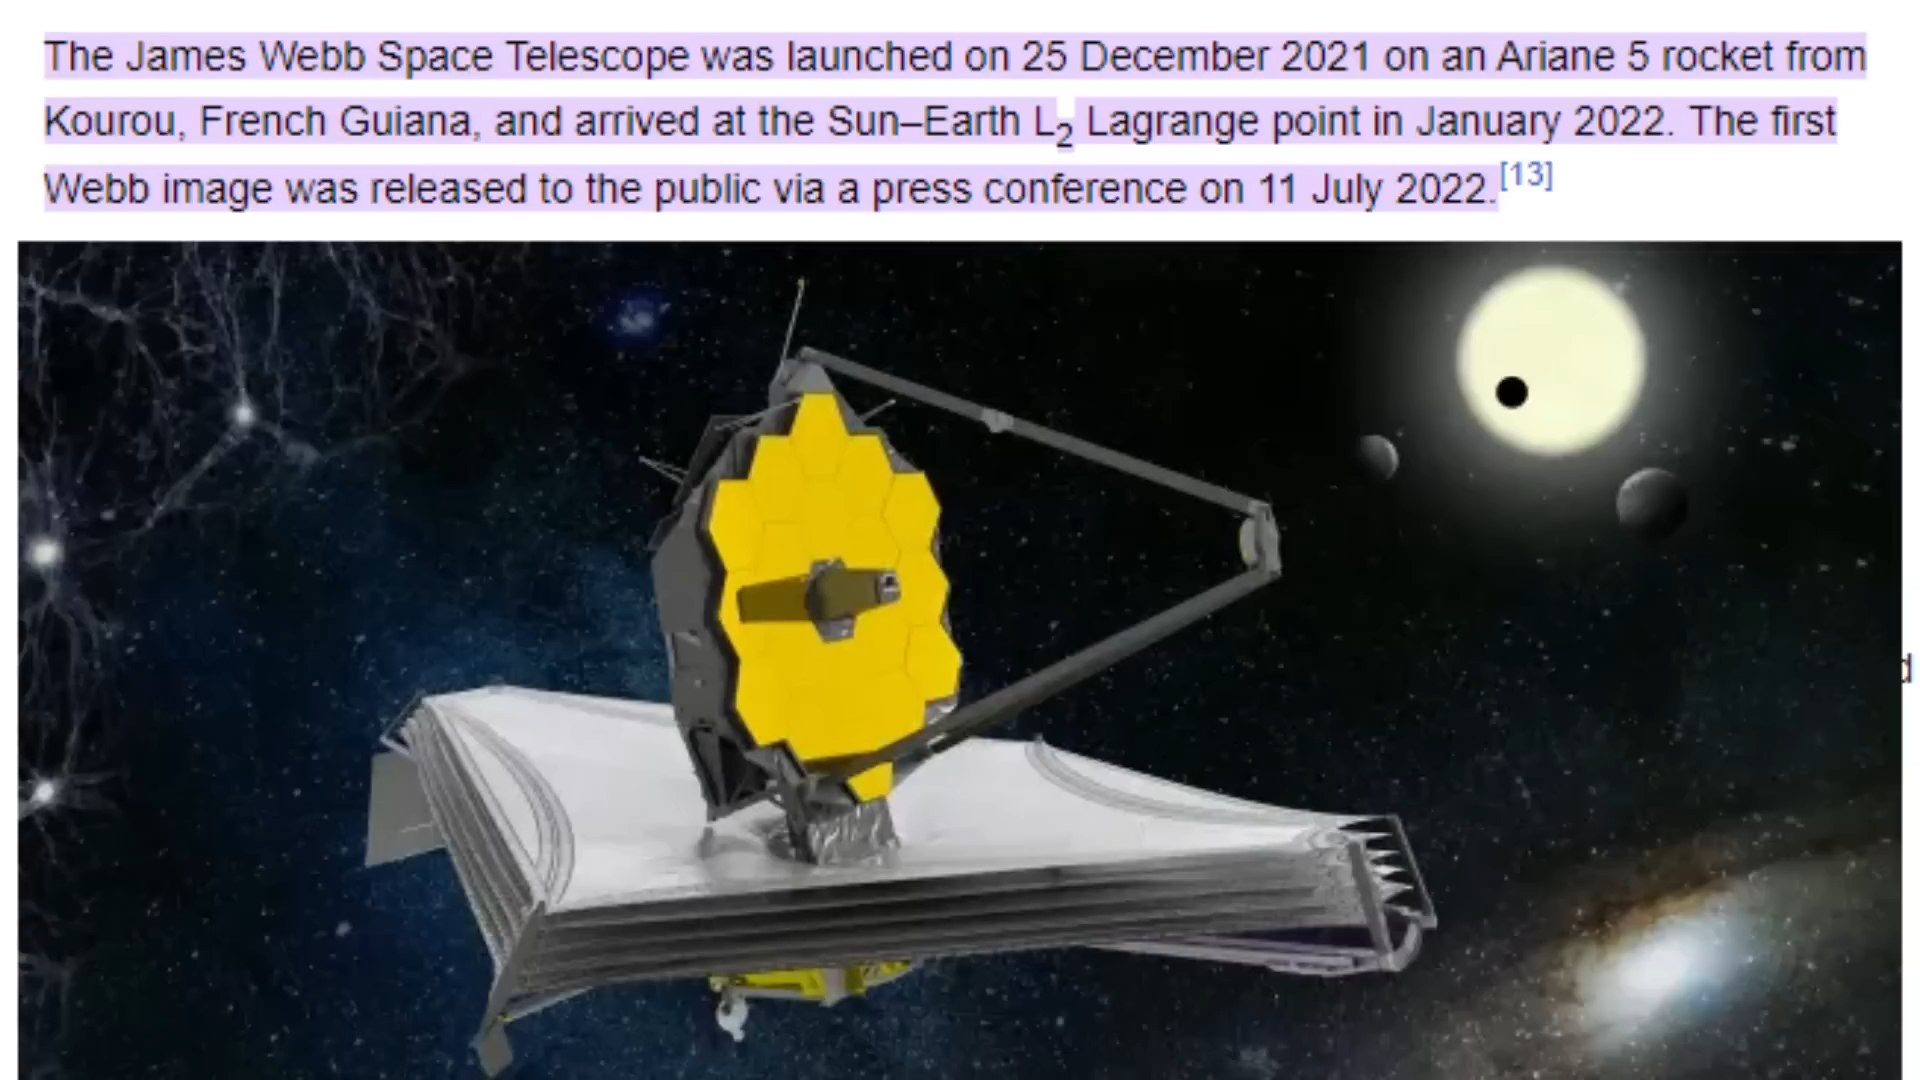 The James Webb Space Telescope was launched on 25 December 2021 on an Ariane 5 rocket from
Kourou, French Guiana, and arrived at the Sun–Earth L₂ Lagrange point in January 2022. The first
Webb image was released to the public via a press conference on 11 July 2022.[13]
d